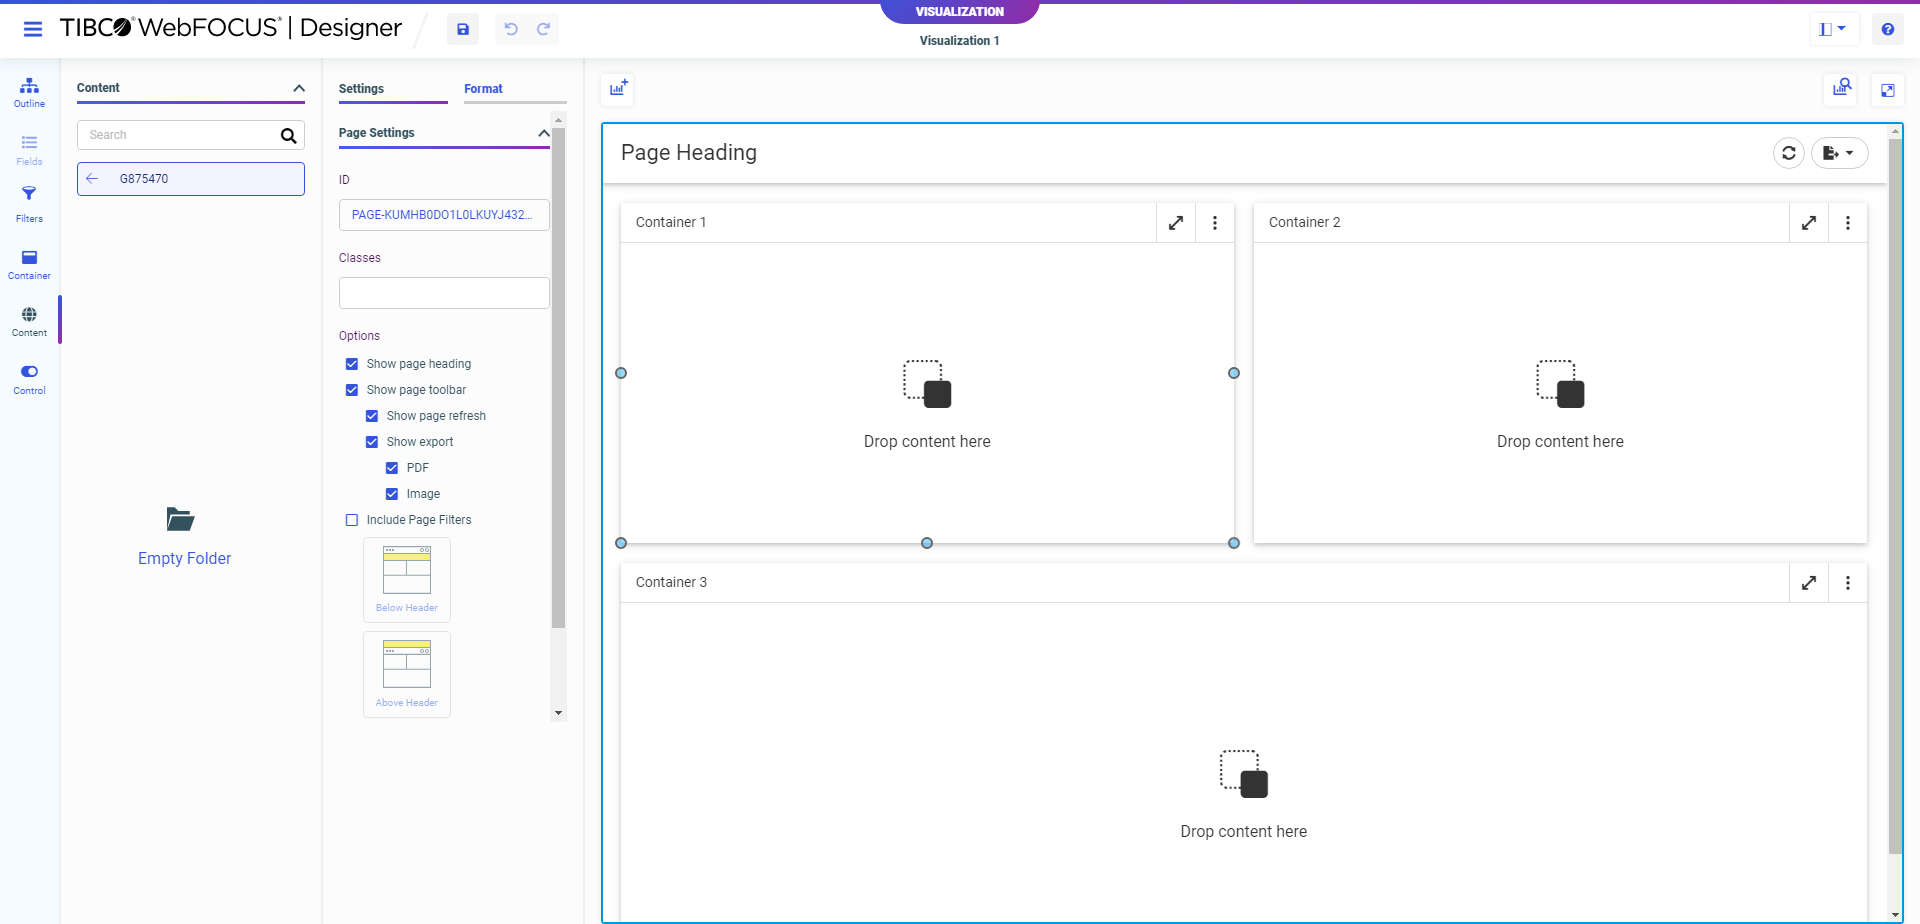 VISUALIZATION
TIBCO® WebFOCUS® | Designer
Visualization 1
Outline
Fields
Filters
Container
Content
Control
Content
Search
G875470
Empty Folder
Settings
Format
Page Settings
ID
PAGE-KUMHB0DO1L0LKUYJ432...
Classes
Options
Show page heading
Show page toolbar
Show page refresh
Show export
PDF
Image
Include Page Filters
Below Header
Above Header
Page Heading
Container 1
Drop content here
Container 2
Drop content here
Container 3
Drop content here